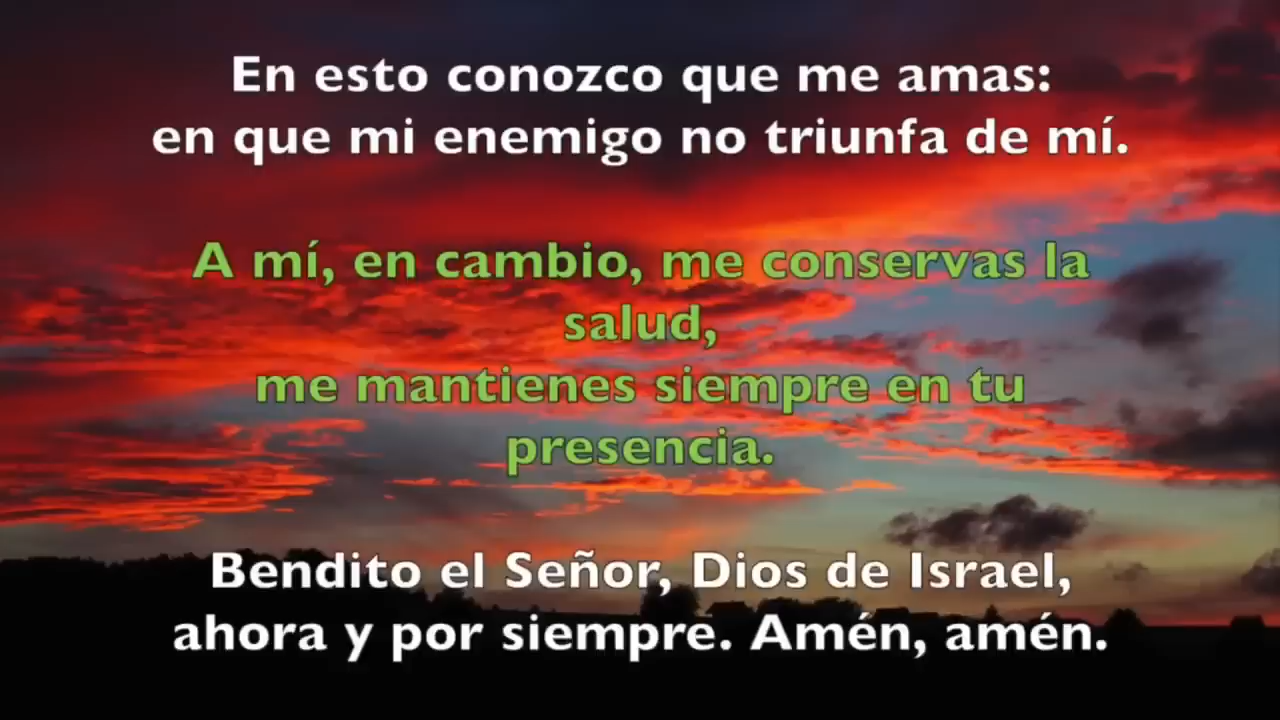 En esto conozco que me amas:
en que mi enemigo no triunfa de mí.
A mí, en cambio, me conservas la
salud,
me mantienes siempre en tu
presencia.
Bendito el Señor, Dios de Israel,
ahora y por siempre. Amén, amén.